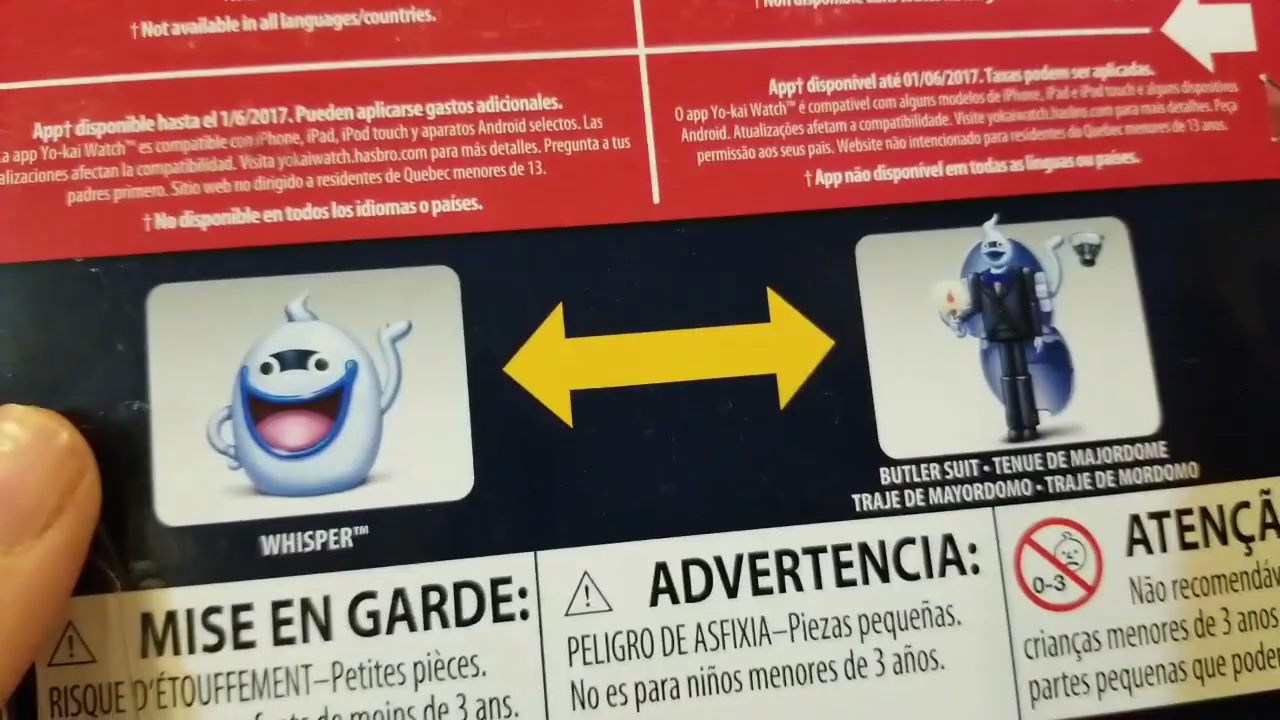 † Not available in all languages/countries.
App† disponible hasta el 1/6/2017. Pueden aplicarse gastos adicionales.
a app Yo-kai Watch™ es compatible con iPhone, iPad, iPod touch y aparatos Android selectos. Las
alizaciones afectan la compatibilidad. Visita yokaiwatch.hasbro.com para más detalles. Pregunta a tus
padres primero. Sitio web no dirigido a residentes de Quebec menores de 13.
† No disponible en todos los idiomas o países.
App† disponível até 01/06/2017. Taxas podem ser aplicadas.
O app Yo-kai Watch™ é compatível com alguns modelos de iPhone, iPad e iPod touch e alguns dispositivos
Android. Atualizações afetam a compatibilidade. Visite yokaiwatch.hasbro.com para mais detalhes. Peça
permissão aos seus pais. Website não intencionado para residentes do Quebec menores de 13 anos.
† App não disponível em todas as línguas ou países.
WHISPER™
BUTLER SUIT • TENUE DE MAJORDOME
TRAJE DE MAYORDOMO • TRAJE DE MORDOMO
MISE EN GARDE:
RISQUE D'ÉTOUFFEMENT–Petites pièces.
de moins de 3 ans.
ADVERTENCIA:
PELIGRO DE ASFIXIA–Piezas pequeñas.
No es para niños menores de 3 años.
0-3
ATENÇÃ
Não recomendáv
crianças menores de 3 anos
partes pequenas que poder